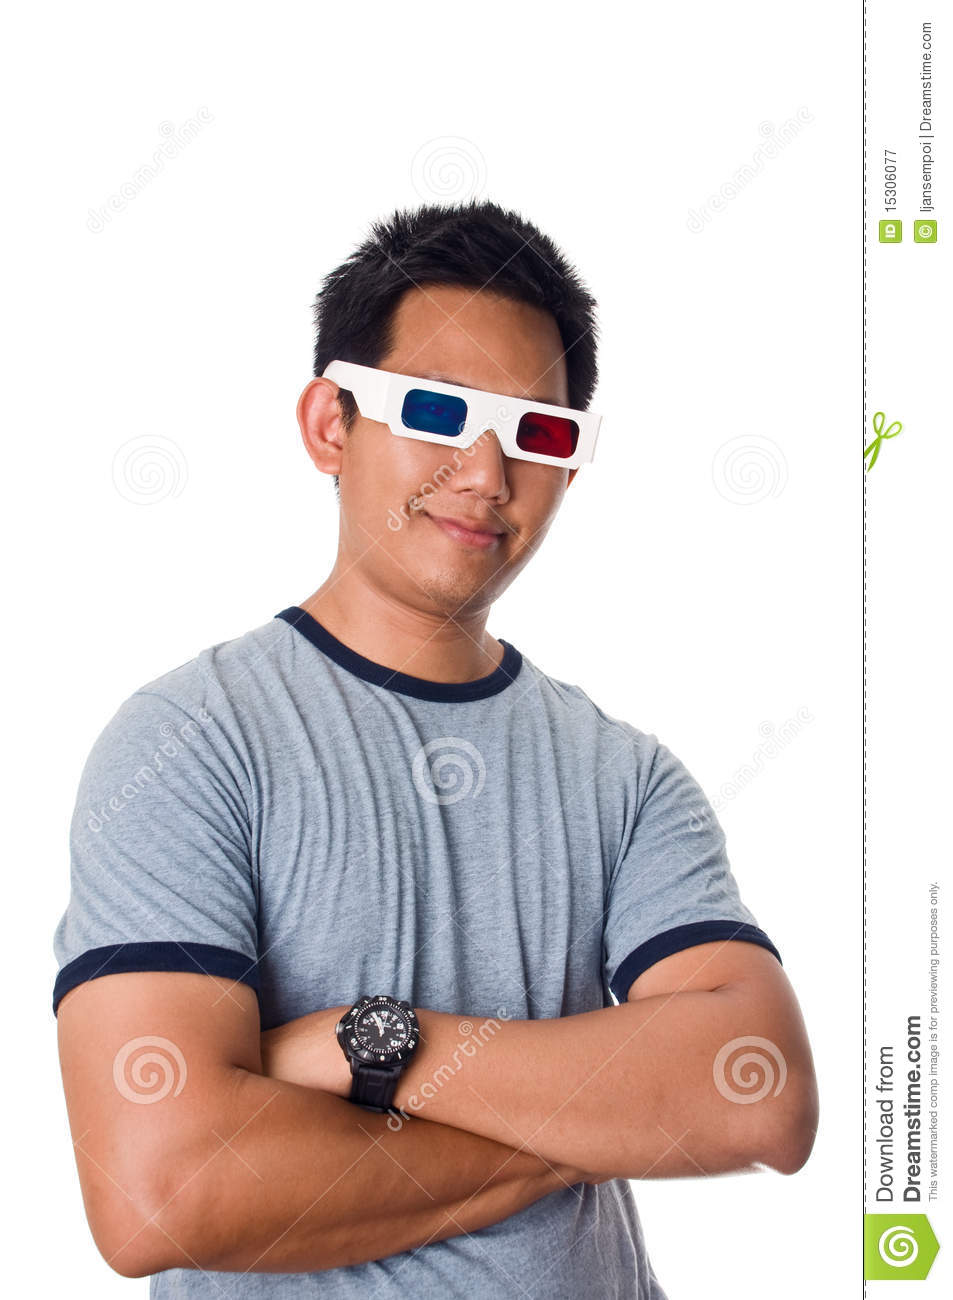 dreamstime
dreamstime
dreamstime
dreamstime
dreamstime
dreamstime
ID 15306077
© Ijansempoi | Dreamstime.com
Download from
Dreamstime.com
This watermarked comp image is for previewing purposes only.